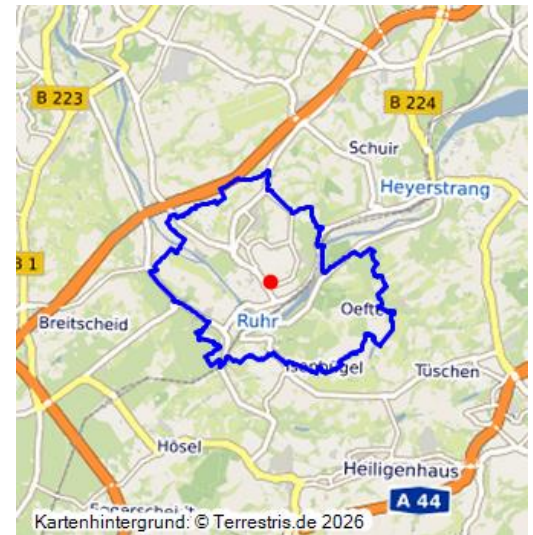 B 223
B 224
Schuir
Heyerstrang
B 1
Oefte
Breitscheid
Ruhr
Tüschen
Hösel
Heiligenhaus
A 44
Kartenhintergrund: © Terrestris.de 2026